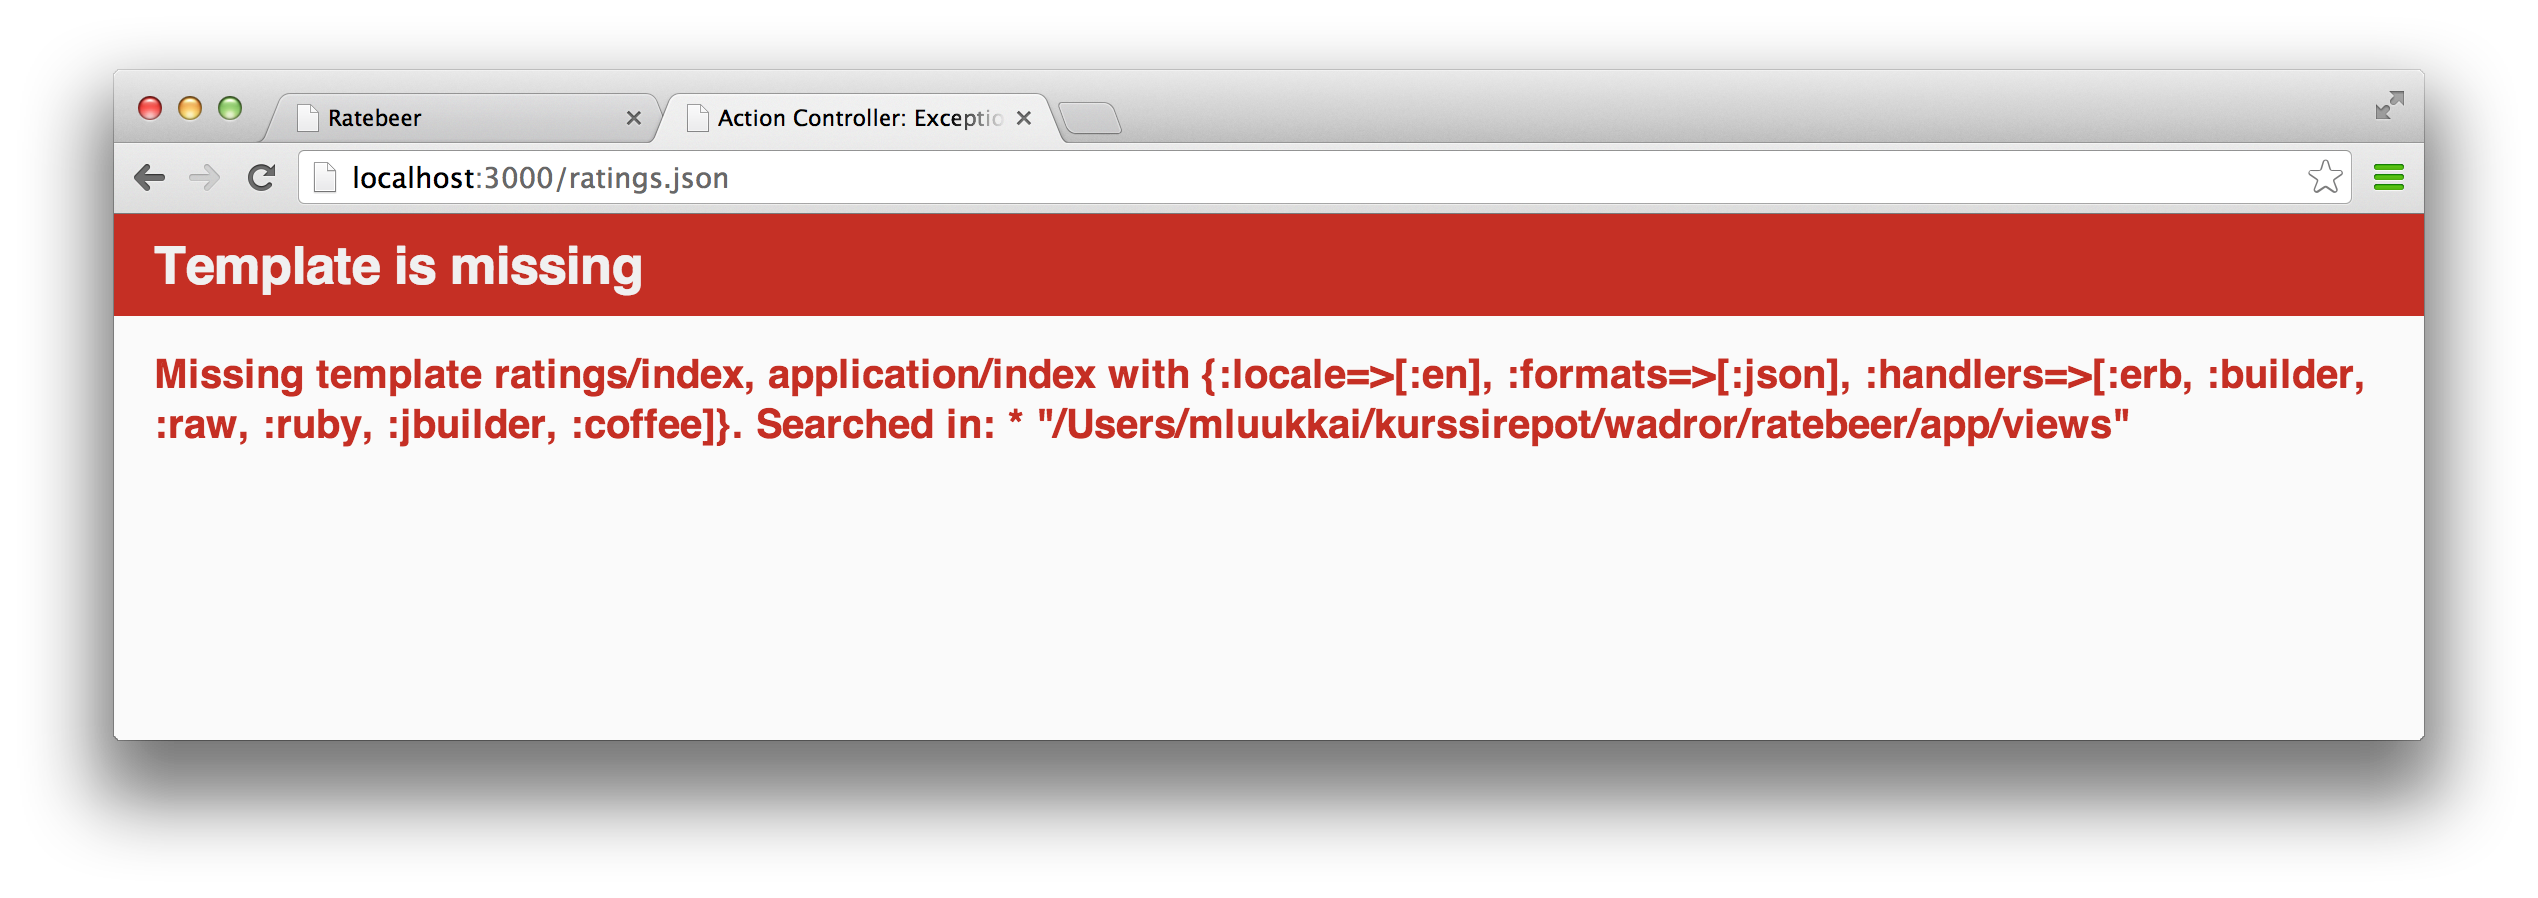 Ratebeer
Action Controller: Exceptio
localhost:3000/ratings.json
Template is missing
Missing template ratings/index, application/index with {:locale=>[:en], :formats=>[:json], :handlers=>[:erb, :builder,
:raw, :ruby, :jbuilder, :coffee]}. Searched in: * "/Users/mluukkai/kurssirepot/wadror/ratebeer/app/views"